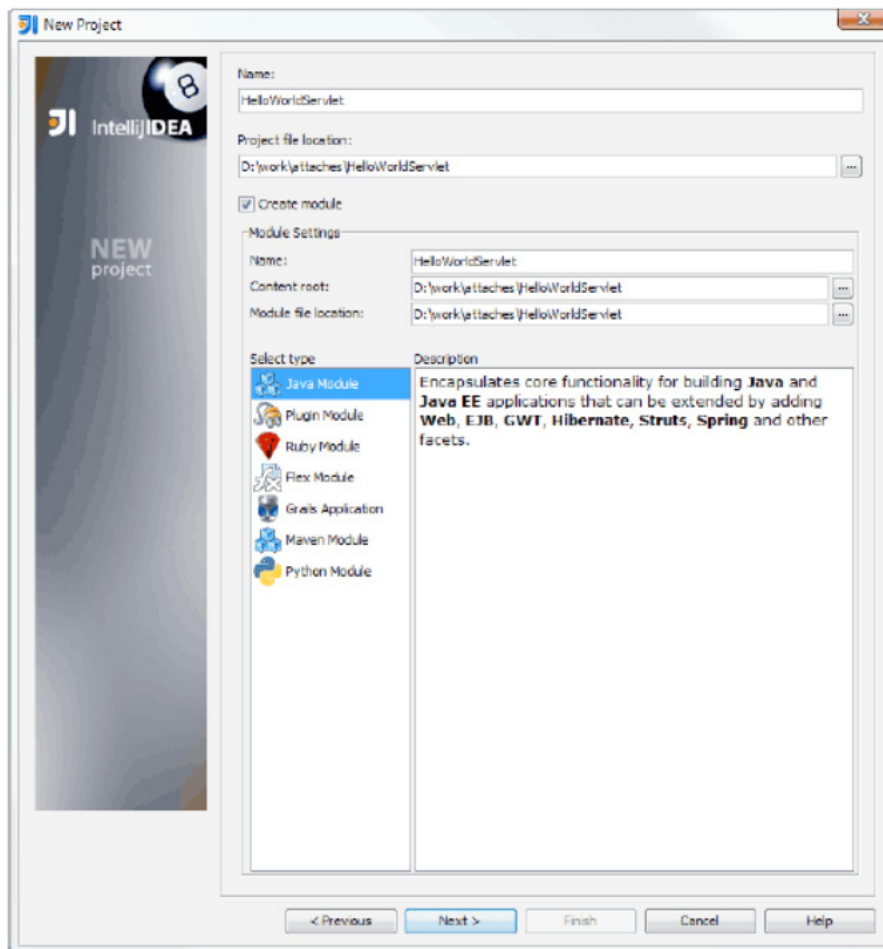 New Project
8
IntelliJIDEA
NEW
project
Name:
HelloWorldServlet
Project file location:
D:\work\attaches\HelloWorldServlet
...
Create module
Module Settings
Name:
HelloWorldServlet
Content root:
D:\work\attaches\HelloWorldServlet
...
Module file location:
D:\work\attaches\HelloWorldServlet
...
Select type
Java Module
Plugin Module
Ruby Module
Flex Module
Grails Application
Maven Module
Python Module
Description
Encapsulates core functionality for building Java and
Java EE applications that can be extended by adding
Web, EJB, GWT, Hibernate, Struts, Spring and other
facets.
< Previous
Next >
Finish
Cancel
Help